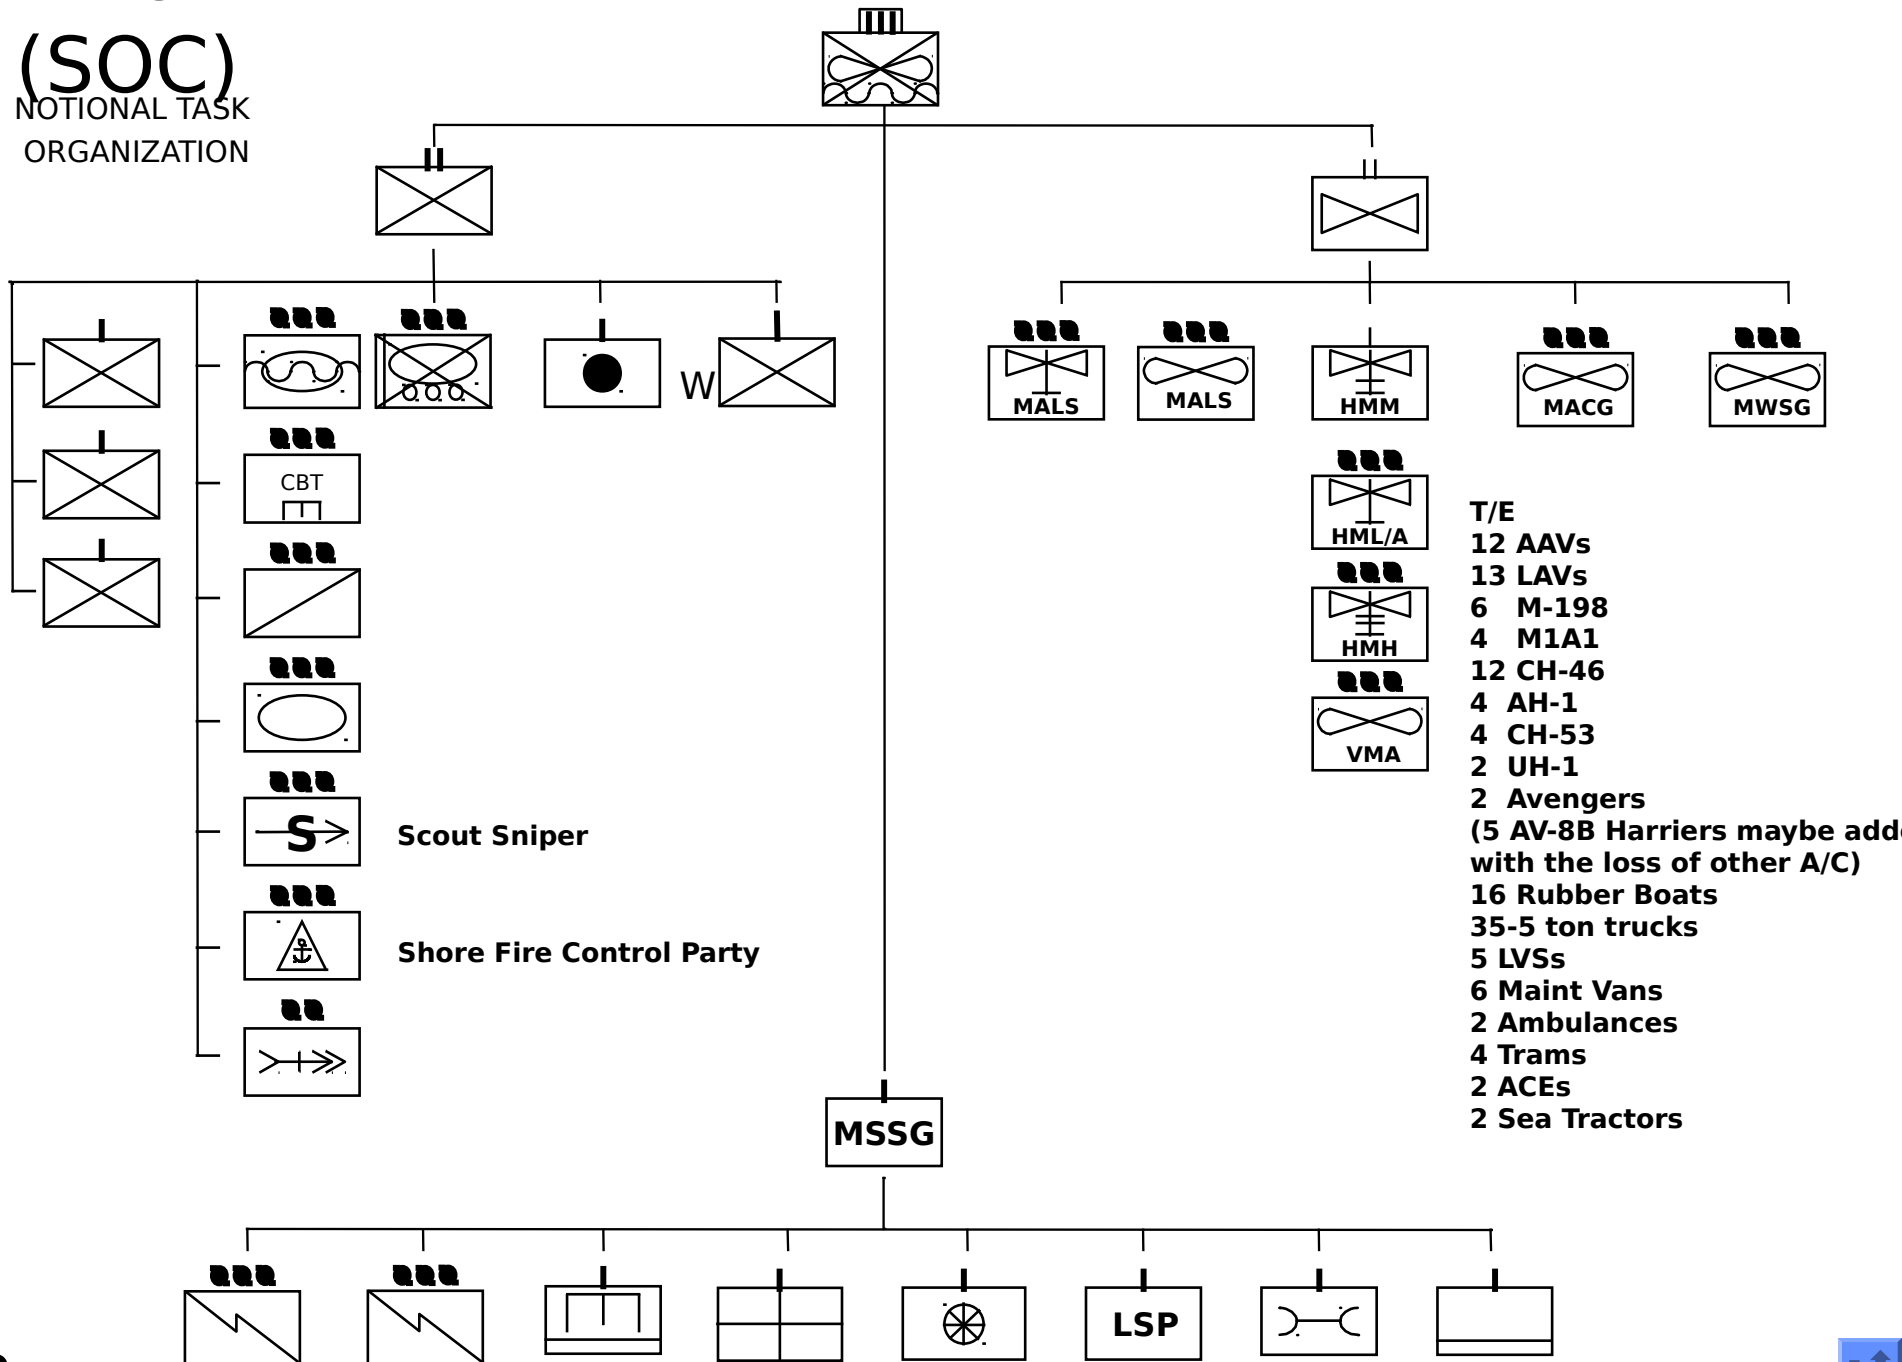 (SOC)
NOTIONAL TASK
ORGANIZATION
W
MALS
MALS
HMM
MACG
MWSG
CBT
HML/A
HMH
VMA
S
Scout Sniper
Shore Fire Control Party
T/E
12 AAVs
13 LAVs
6 M-198
4 M1A1
12 CH-46
4 AH-1
4 CH-53
2 UH-1
2 Avengers
(5 AV-8B Harriers maybe
with the loss of other A/C)
16 Rubber Boats
35-5 ton trucks
5 LVSs
6 Maint Vans
2 Ambulances
4 Trams
2 ACEs
2 Sea Tractors
MSSG
LSP